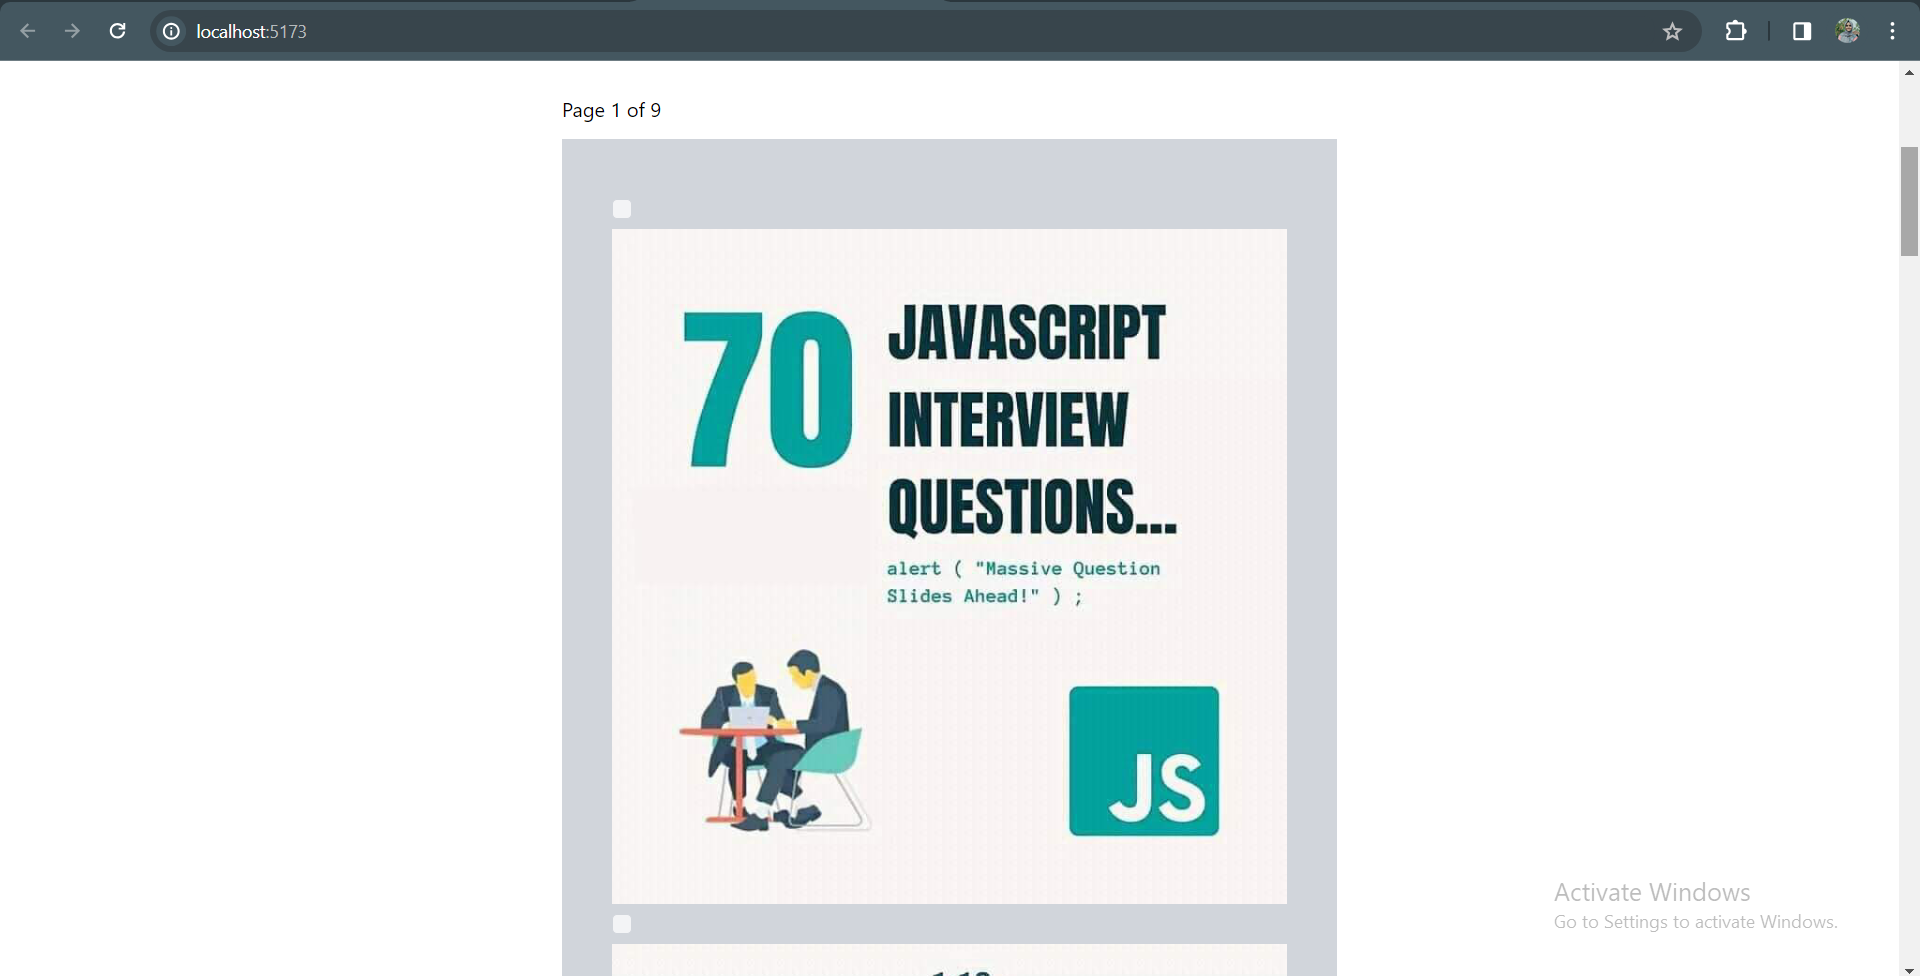 localhost:5173
Page 1 of 9
70
JAVASCRIPT
INTERVIEW
QUESTIONS...
alert ( "Massive Question
Slides Ahead!" ) ;
JS
Activate Windows
Go to Settings to activate Windows.